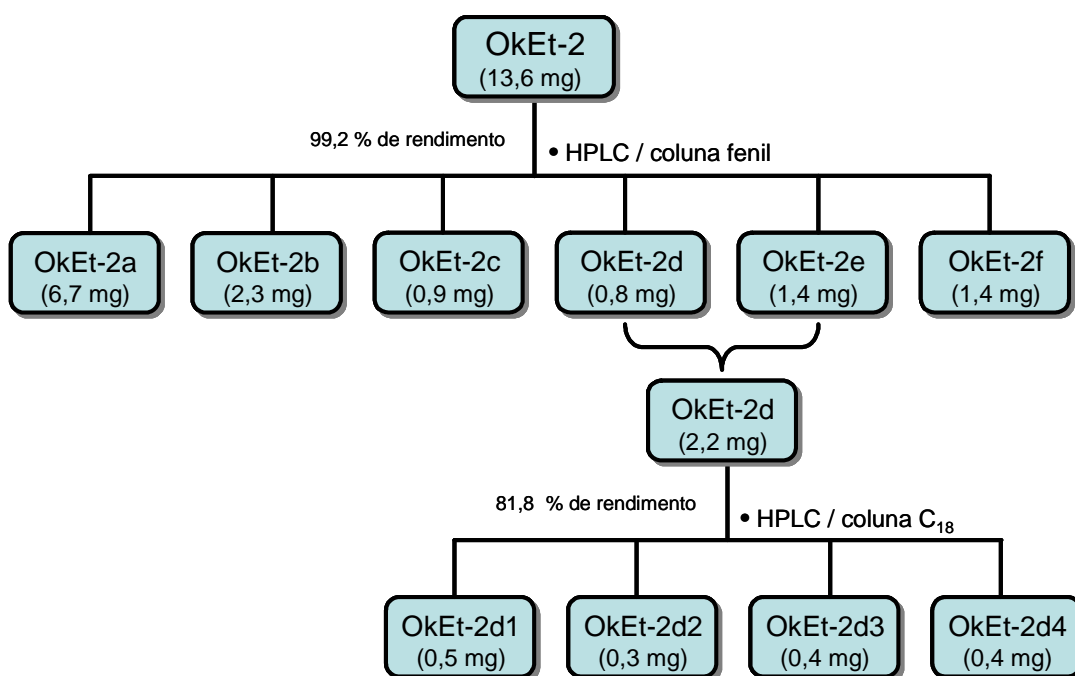 OkEt-2
(13,6 mg)
99,2 % de rendimento
• HPLC / coluna fenil
OkEt-2a
(6,7 mg)
OkEt-2b
(2,3 mg)
OkEt-2c
(0,9 mg)
OkEt-2d
(0,8 mg)
OkEt-2e
(1,4 mg)
OkEt-2f
(1,4 mg)
OkEt-2d
(2,2 mg)
81,8 % de rendimento
• HPLC / coluna C₁₈
OkEt-2d1
(0,5 mg)
OkEt-2d2
(0,3 mg)
OkEt-2d3
(0,4 mg)
OkEt-2d4
(0,4 mg)